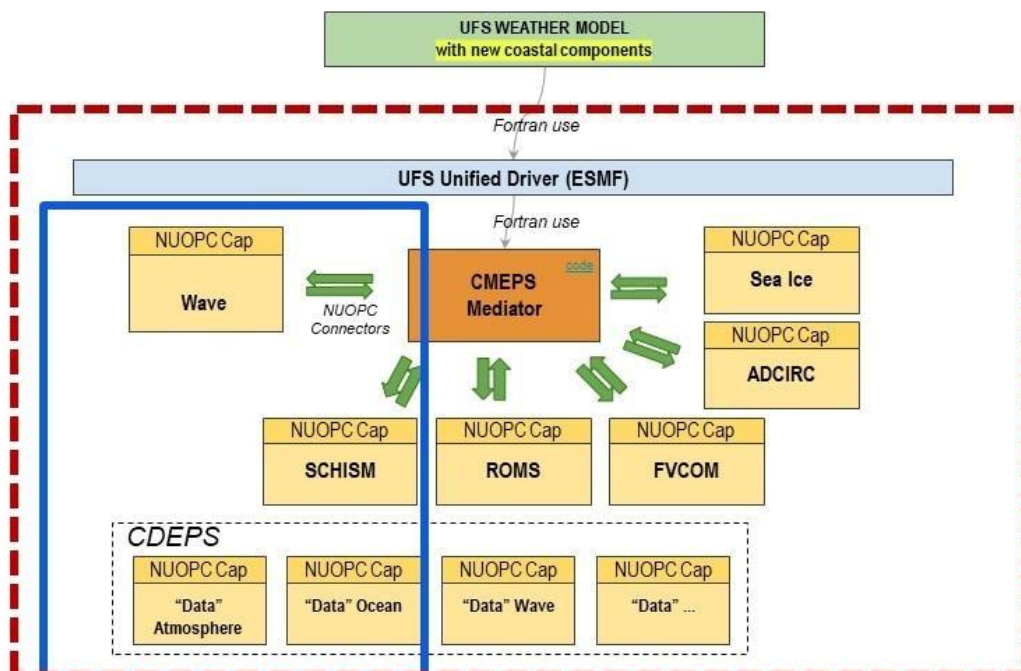 UFS WEATHER MODEL
with new coastal components
Fortran use
UFS Unified Driver (ESMF)
Fortran use
NUOPC Cap
Wave
NUOPC
Connectors
code
CMEPS
Mediator
NUOPC Cap
Sea Ice
NUOPC Cap
ADCIRC
NUOPC Cap
SCHISM
NUOPC Cap
ROMS
NUOPC Cap
FVCOM
CDEPS
NUOPC Cap
“Data”
Atmosphere
NUOPC Cap
“Data” Ocean
NUOPC Cap
“Data” Wave
NUOPC Cap
“Data” ...